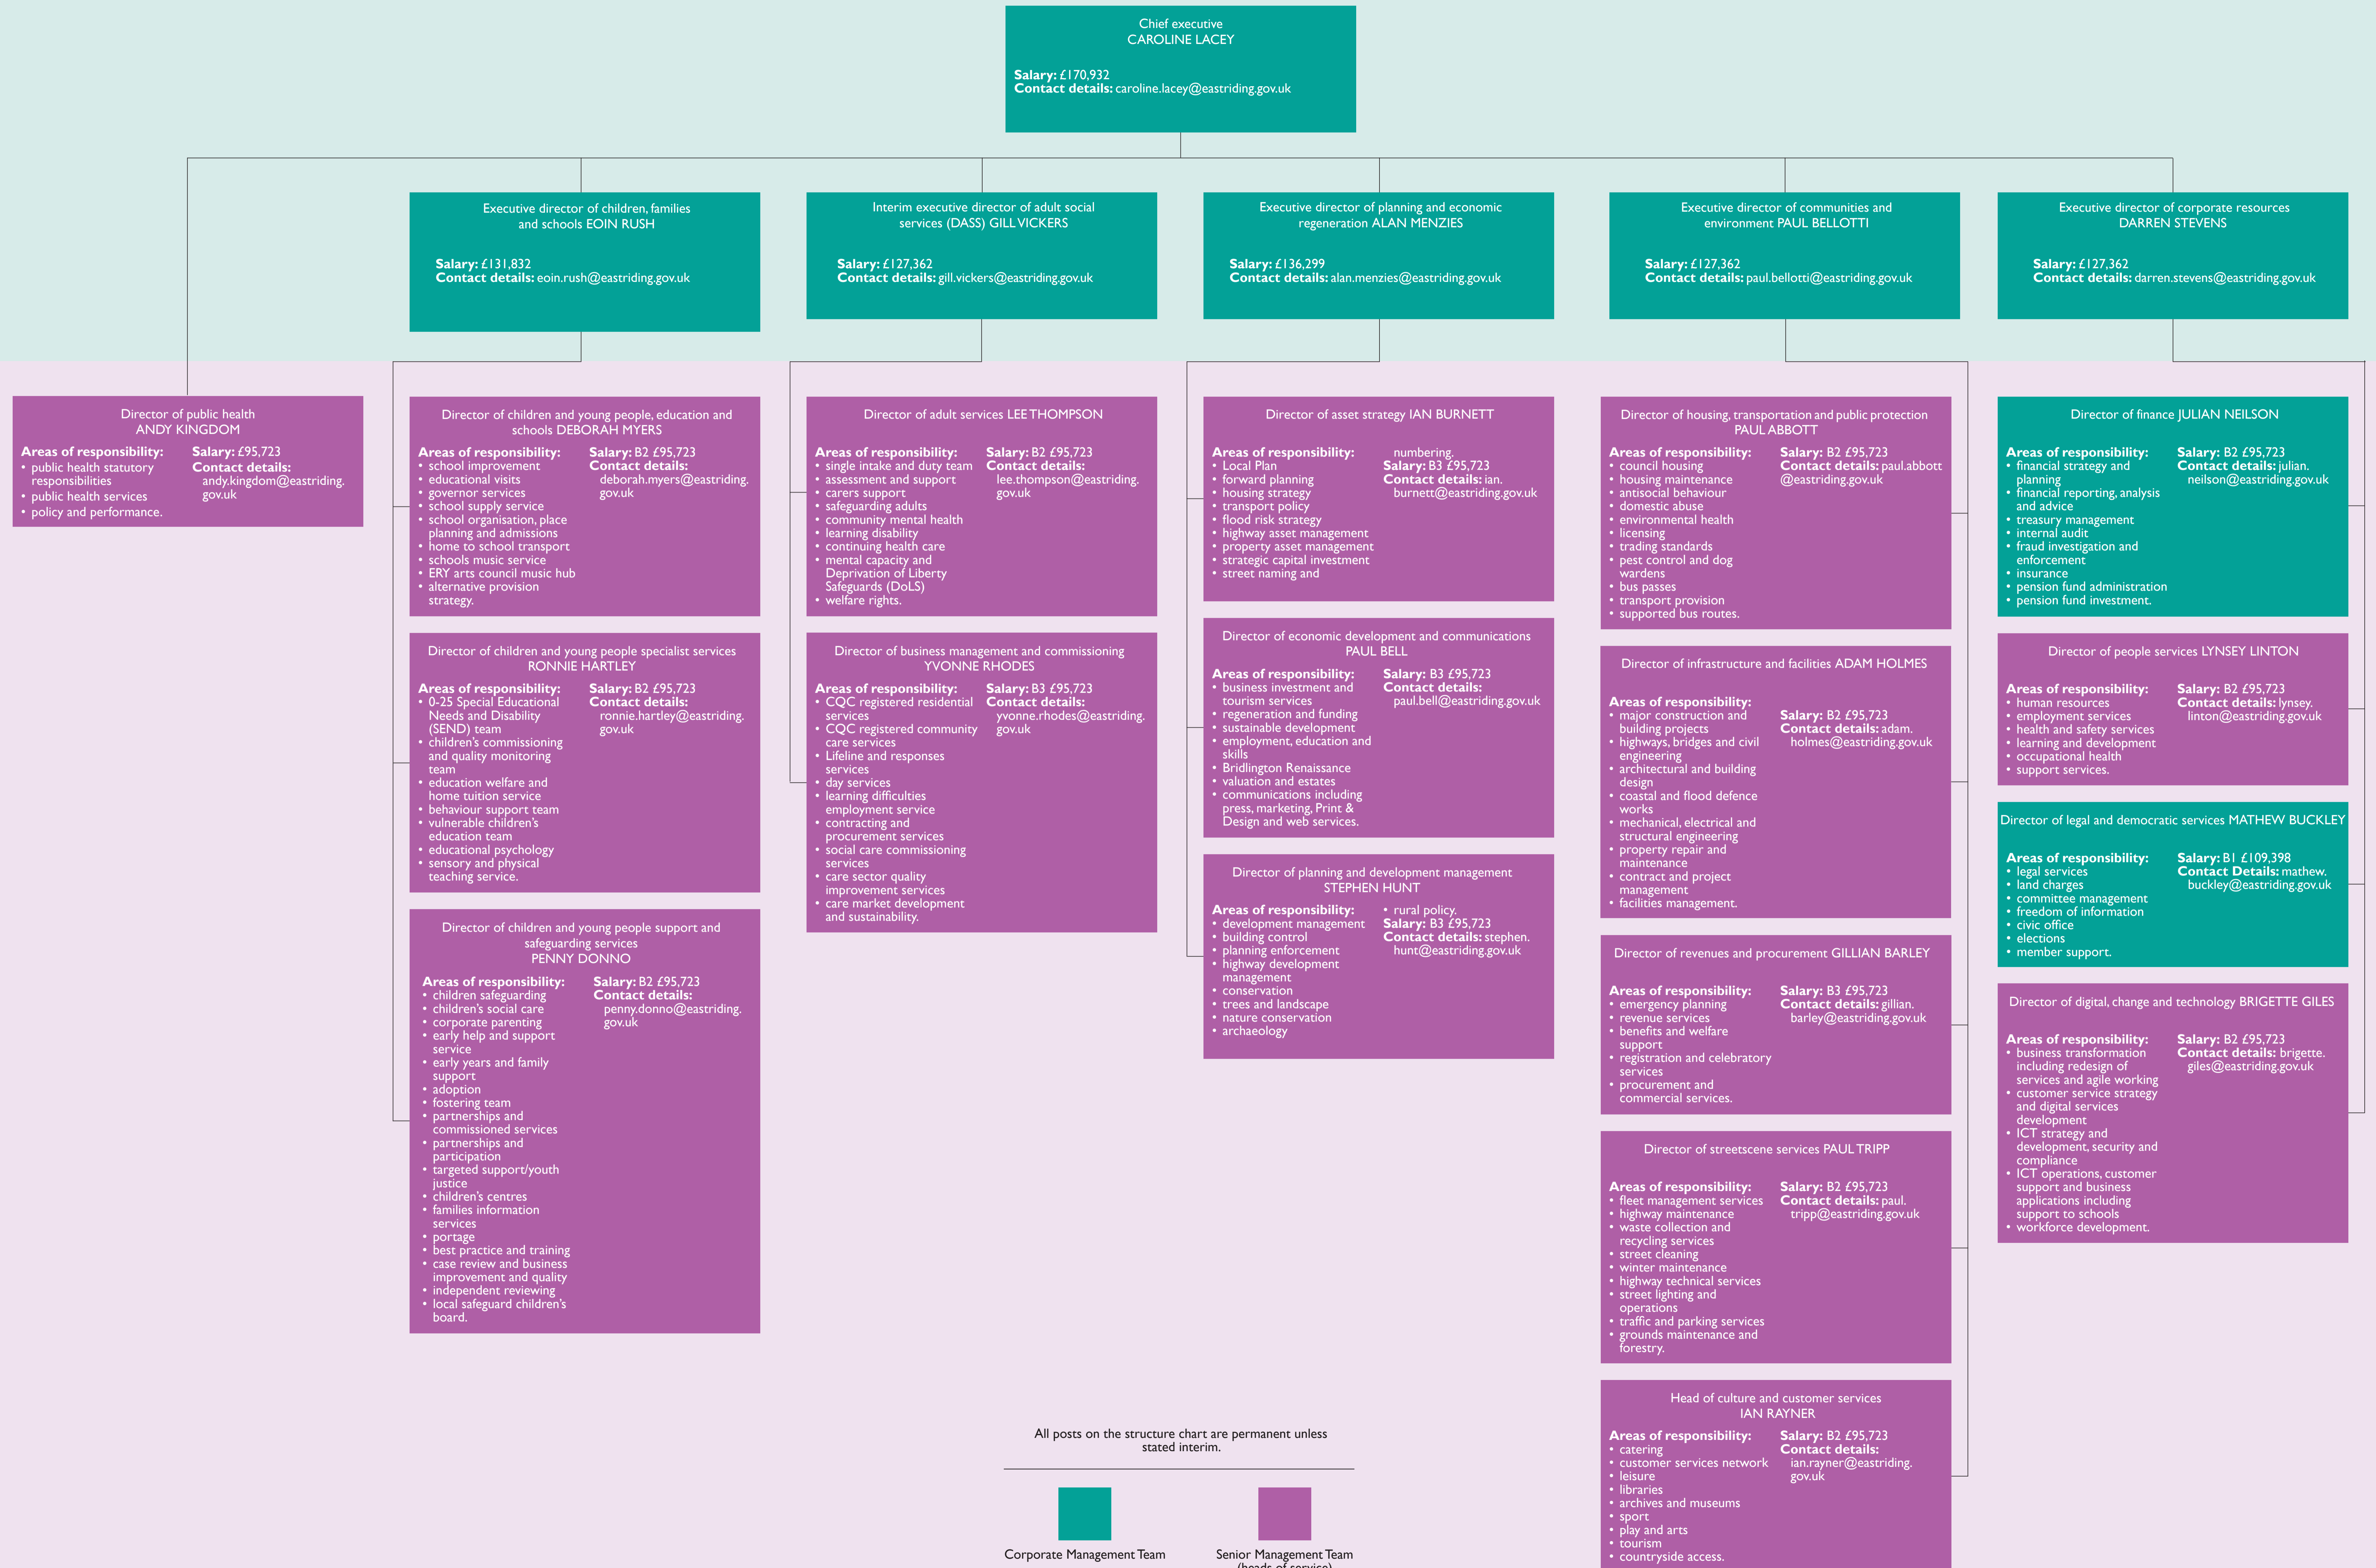 Chief executive
CAROLINE LACEY
Salary: £170,932
Contact details: caroline.lacey@eastriding.gov.uk
Executive director of children, families
and schools EOIN RUSH
Salary: £131,832
Contact details: eoin.rush@eastriding.gov.uk
Interim executive director of adult social
services (DASS) GILL VICKERS
Salary: £127,362
Contact details: gill.vickers@eastriding.gov.uk
Executive director of planning and economic
regeneration ALAN MENZIES
Salary: £136,299
Contact details: alan.menzies@eastriding.gov.uk
Executive director of communities and
environment PAUL BELLOTTI
Salary: £127,362
Contact details: paul.bellotti@eastriding.gov.uk
Executive director of corporate resources
DARREN STEVENS
Salary: £127,362
Contact details: darren.stevens@eastriding.gov.uk
Director of public health
ANDY KINGDOM
Areas of responsibility:
• public health statutory
responsibilities
• public health services
• policy and performance.
Salary: £95,723
Contact details:
andy.kingdom@eastriding.
gov.uk
Director of children and young people, education and
schools DEBORAH MYERS
Areas of responsibility:
• school improvement
• educational visits
• governor services
• school supply service
• school organisation, place
planning and admissions
• home to school transport
• schools music service
• ERY arts council music hub
• alternative provision
strategy.
Salary: B2 £95,723
Contact details:
deborah.myers@eastriding.
gov.uk
Director of children and young people specialist services
RONNIE HARTLEY
Areas of responsibility:
• 0-25 Special Educational
Needs and Disability
(SEND) team
• children's commissioning
and quality monitoring
team
• education welfare and
home tuition service
• behaviour support team
• vulnerable children's
education team
• educational psychology
• sensory and physical
teaching service.
Salary: B2 £95,723
Contact details:
ronnie.hartley@eastriding.
gov.uk
Director of children and young people support and
safeguarding services
PENNY DONNO
Areas of responsibility:
• children safeguarding
• children's social care
• corporate parenting
• early help and support
service
• early years and family
support
• adoption
• fostering team
• partnerships and
commissioned services
• partnerships and
participation
• targeted support/youth
justice
• children's centres
• families information
services
• portage
• best practice and training
• case review and business
improvement and quality
• independent reviewing
• local safeguard children's
board.
Salary: B2 £95,723
Contact details:
penny.donno@eastriding.
gov.uk
Director of adult services LEE THOMPSON
Areas of responsibility:
• single intake and duty team
• assessment and support
• carers support
• safeguarding adults
• community mental health
• learning disability
• continuing health care
• mental capacity and
Deprivation of Liberty
Safeguards (DoLS)
• welfare rights.
Salary: B2 £95,723
Contact details:
lee.thompson@eastriding.
gov.uk
Director of business management and commissioning
YVONNE RHODES
Areas of responsibility:
• CQC registered residential
services
• CQC registered community
care services
• Lifeline and responses
services
• day services
• learning difficulties
employment service
• contracting and
procurement services
• social care commissioning
services
• care sector quality
improvement services
• care market development
and sustainability.
Salary: B3 £95,723
Contact details:
yvonne.rhodes@eastriding.
gov.uk
Director of asset strategy IAN BURNETT
Areas of responsibility:
• Local Plan
• forward planning
• housing strategy
• transport policy
• flood risk strategy
• highway asset management
• property asset management
• strategic capital investment
• street naming and
numbering.
Salary: B3 £95,723
Contact details: ian.
burnett@eastriding.gov.uk
Director of economic development and communications
PAUL BELL
Areas of responsibility:
• business investment and
tourism services
• regeneration and funding
• sustainable development
• employment, education and
skills
• Bridlington Renaissance
• valuation and estates
• communications including
press, marketing, Print &
Design and web services.
Salary: B3 £95,723
Contact details:
paul.bell@eastriding.gov.uk
Director of planning and development management
STEPHEN HUNT
Areas of responsibility:
• development management
• building control
• planning enforcement
• highway development
management
• conservation
• trees and landscape
• nature conservation
• archaeology
• rural policy.
Salary: B3 £95,723
Contact details: stephen.
hunt@eastriding.gov.uk
Director of housing, transportation and public protection
PAUL ABBOTT
Areas of responsibility:
• council housing
• housing maintenance
• antisocial behaviour
• domestic abuse
• environmental health
• licensing
• trading standards
• pest control and dog
wardens
• bus passes
• transport provision
• supported bus routes.
Salary: B2 £95,723
Contact details: paul.abbott
@eastriding.gov.uk
Director of infrastructure and facilities ADAM HOLMES
Areas of responsibility:
• major construction and
building projects
• highways, bridges and civil
engineering
• architectural and building
design
• coastal and flood defence
works
• mechanical, electrical and
structural engineering
• property repair and
maintenance
• contract and project
management
• facilities management.
Salary: B2 £95,723
Contact details: adam.
holmes@eastriding.gov.uk
Director of revenues and procurement GILLIAN BARLEY
Areas of responsibility:
• emergency planning
• revenue services
• benefits and welfare
support
• registration and celebratory
services
• procurement and
commercial services.
Salary: B3 £95,723
Contact details: gillian.
barley@eastriding.gov.uk
Director of streetscene services PAUL TRIPP
Areas of responsibility:
• fleet management services
• highway maintenance
• waste collection and
recycling services
• street cleaning
• winter maintenance
• highway technical services
• street lighting and
operations
• traffic and parking services
• grounds maintenance and
forestry.
Salary: B2 £95,723
Contact details: paul.
tripp@eastriding.gov.uk
Head of culture and customer services
IAN RAYNER
Areas of responsibility:
• catering
• customer services network
• leisure
• libraries
• archives and museums
• sport
• play and arts
• tourism
• countryside access.
Salary: B2 £95,723
Contact details:
ian.rayner@eastriding.
gov.uk
Director of finance JULIAN NEILSON
Areas of responsibility:
• financial strategy and
planning
• financial reporting, analysis
and advice
• treasury management
• internal audit
• fraud investigation and
enforcement
• insurance
• pension fund administration
• pension fund investment.
Salary: B2 £95,723
Contact details: julian.
neilson@eastriding.gov.uk
Director of people services LYNSEY LINTON
Areas of responsibility:
• human resources
• employment services
• health and safety services
• learning and development
• occupational health
• support services.
Salary: B2 £95,723
Contact details: lynsey.
linton@eastriding.gov.uk
Director of legal and democratic services MATHEW BUCKLEY
Areas of responsibility:
• legal services
• land charges
• committee management
• freedom of information
• civic office
• elections
• member support.
Salary: B1 £109,398
Contact Details: mathew.
buckley@eastriding.gov.uk
Director of digital, change and technology BRIGETTE GILES
Areas of responsibility:
• business transformation
including redesign of
services and agile working
• customer service strategy
and digital services
development
• ICT strategy and
development, security and
compliance
• ICT operations, customer
support and business
applications including
support to schools
• workforce development.
Salary: B2 £95,723
Contact details: brigette.
giles@eastriding.gov.uk
All posts on the structure chart are permanent unless
stated interim.
Corporate Management Team
Senior Management Team
(heads of service)